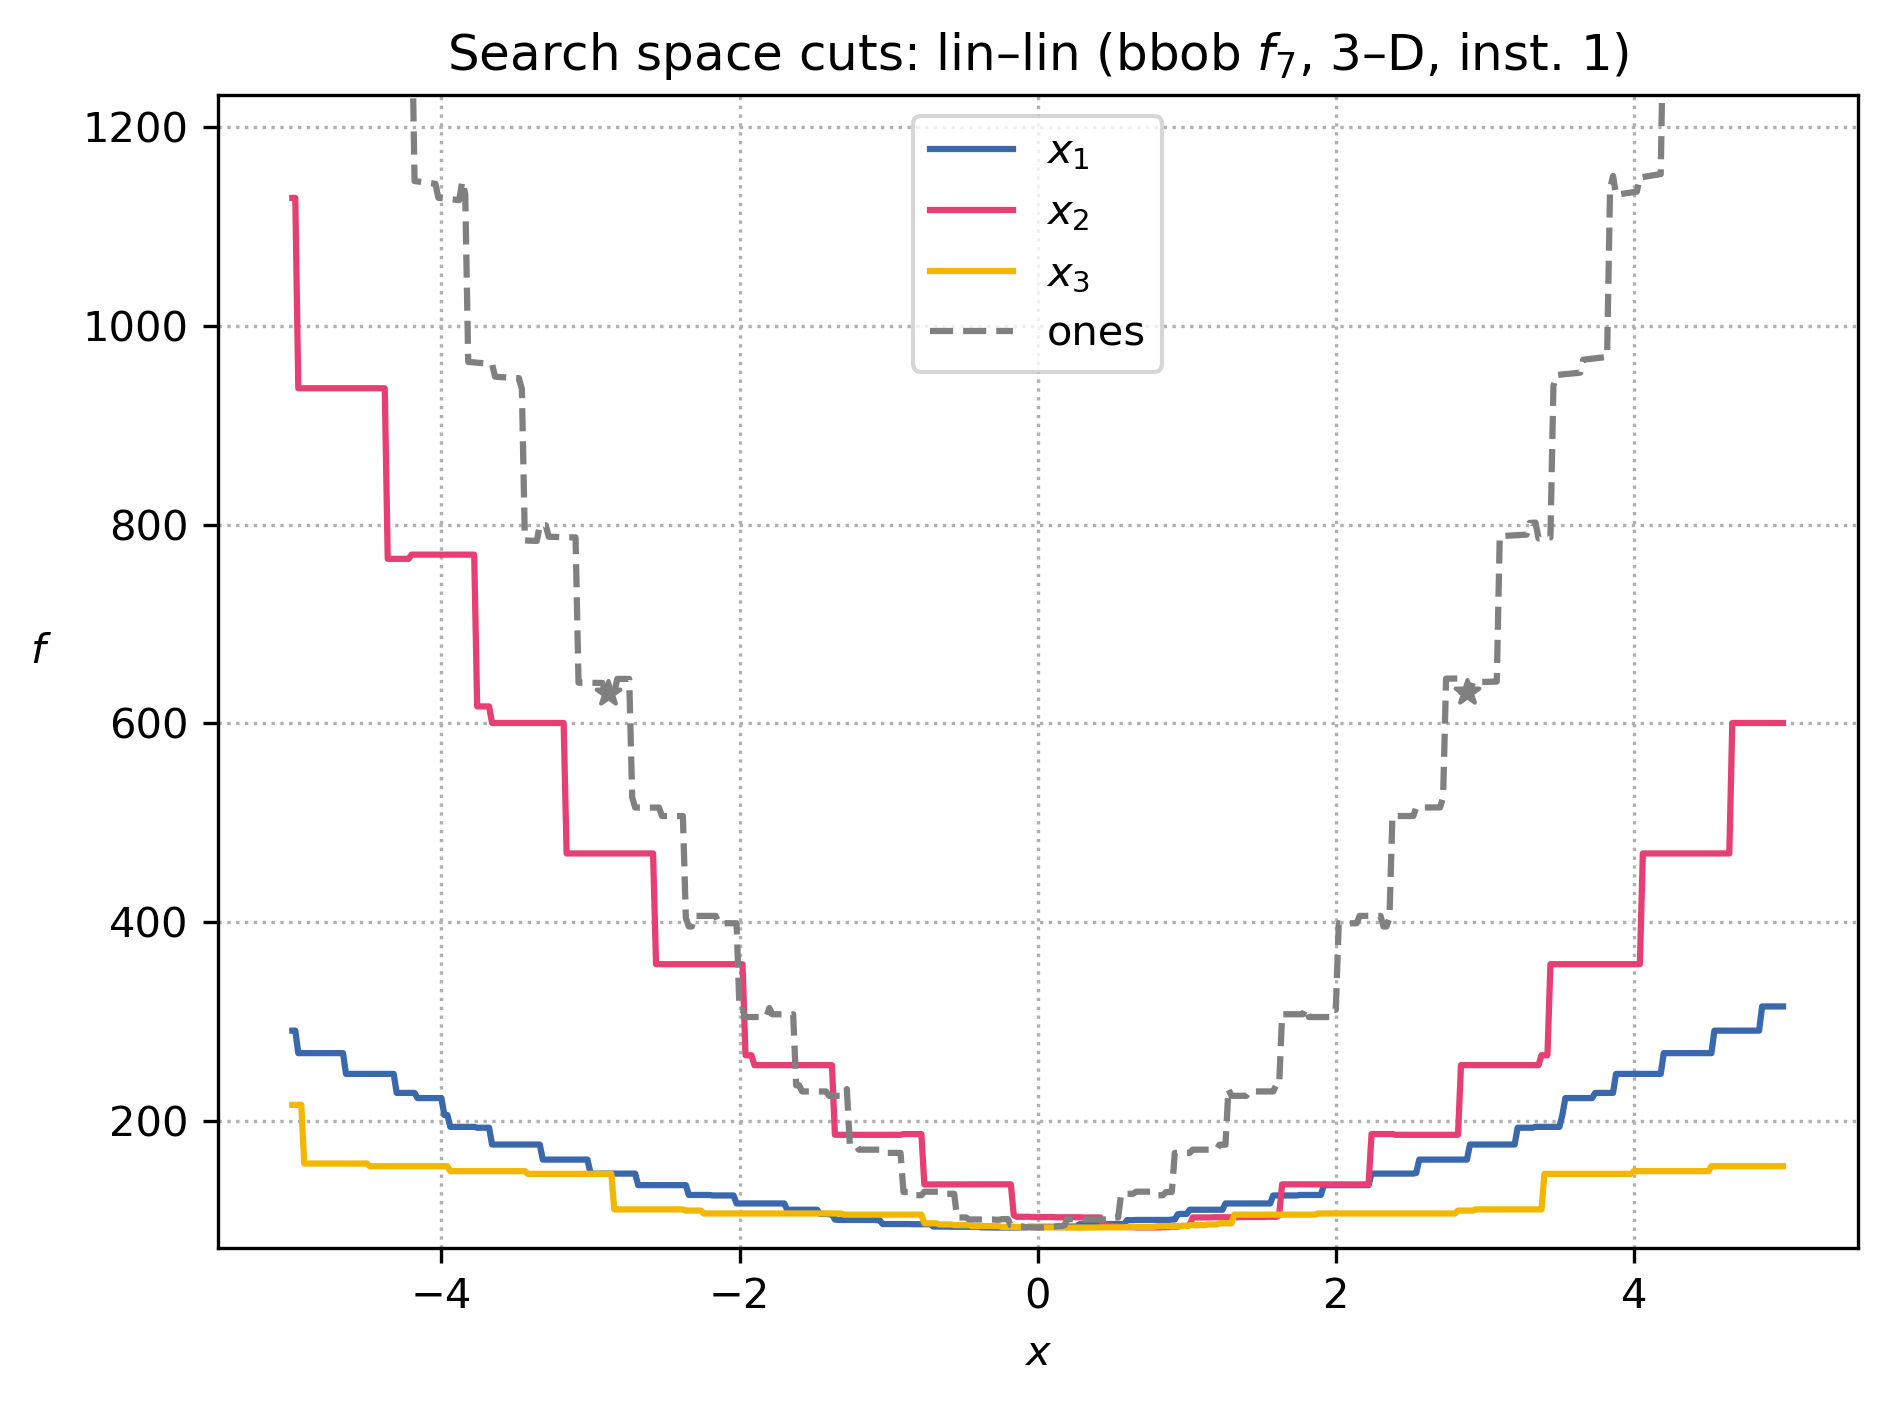 Search space cuts: lin–lin (bbob f₇, 3–D, inst. 1)
1200
1000
800
600
400
200
f
x₁
x₂
x₃
ones
−4
−2
0
2
4
x